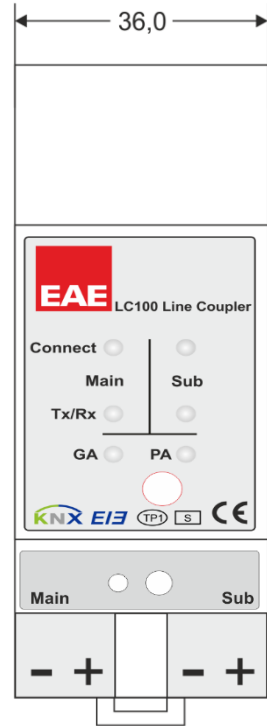 36,0
EAE
LC100 Line Coupler
Connect
Main Sub
Tx/Rx
GA PA
KNX EIB TP1 S CE
Main Sub
- + - +